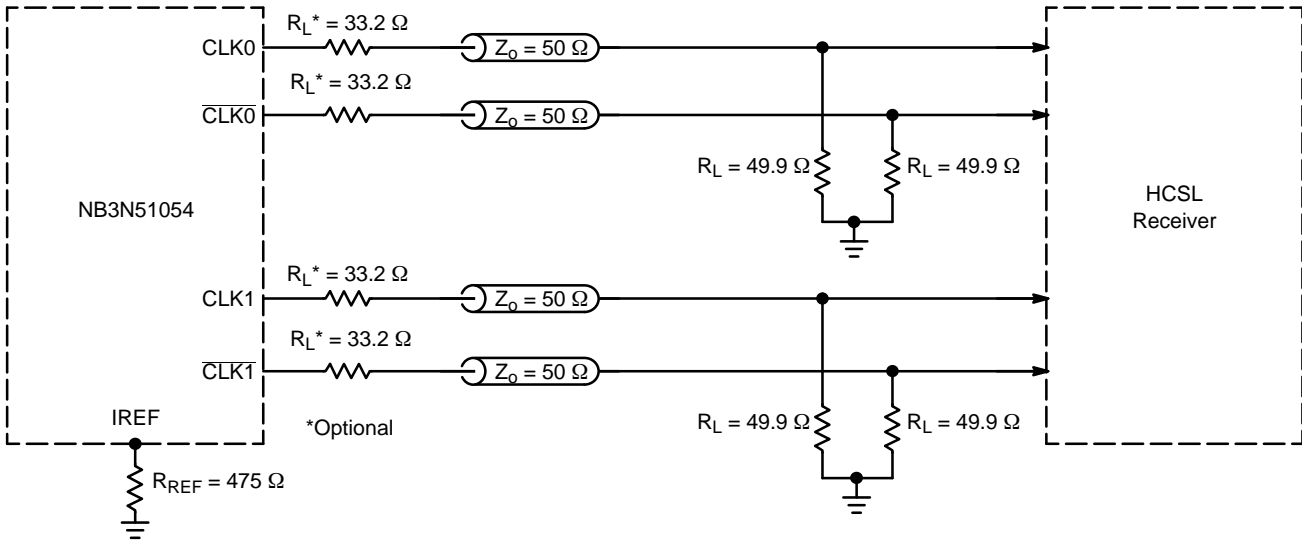 R_L* = 33.2 Ω
CLK0
Z_o = 50 Ω
R_L* = 33.2 Ω
C̅L̅K̅0̅
Z_o = 50 Ω
R_L = 49.9 Ω
R_L = 49.9 Ω
NB3N51054
HCSL
Receiver
R_L* = 33.2 Ω
CLK1
Z_o = 50 Ω
R_L* = 33.2 Ω
C̅L̅K̅1̅
Z_o = 50 Ω
IREF
*Optional
R_L = 49.9 Ω
R_L = 49.9 Ω
R_REF = 475 Ω